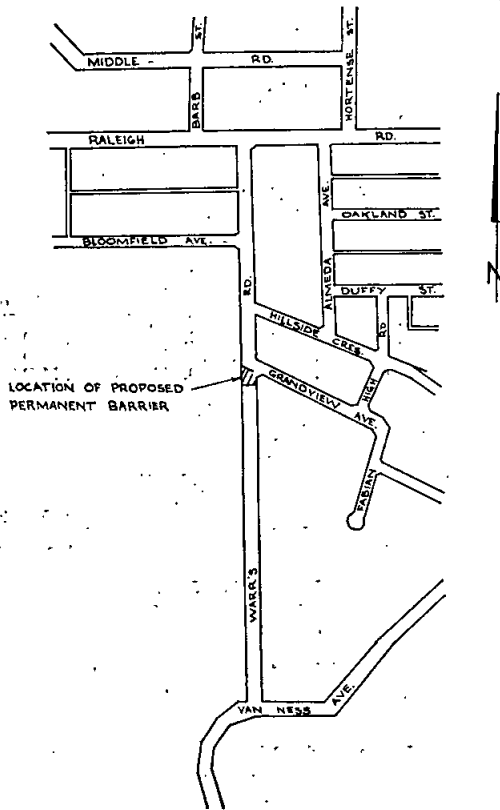 MIDDLE - RD.
BARB ST.
HORTENSE ST.
RALEIGH RD.
OAKLAND ST.
BLOOMFIELD AVE.
ALMEDA AVE.
DUFFY ST.
WARR'S RD.
HILLSIDE CRES.
HIGH RD
GRANDVIEW AVE.
LOCATION OF PROPOSED
PERMANENT BARRIER
FABIAN
VAN NESS AVE.
N